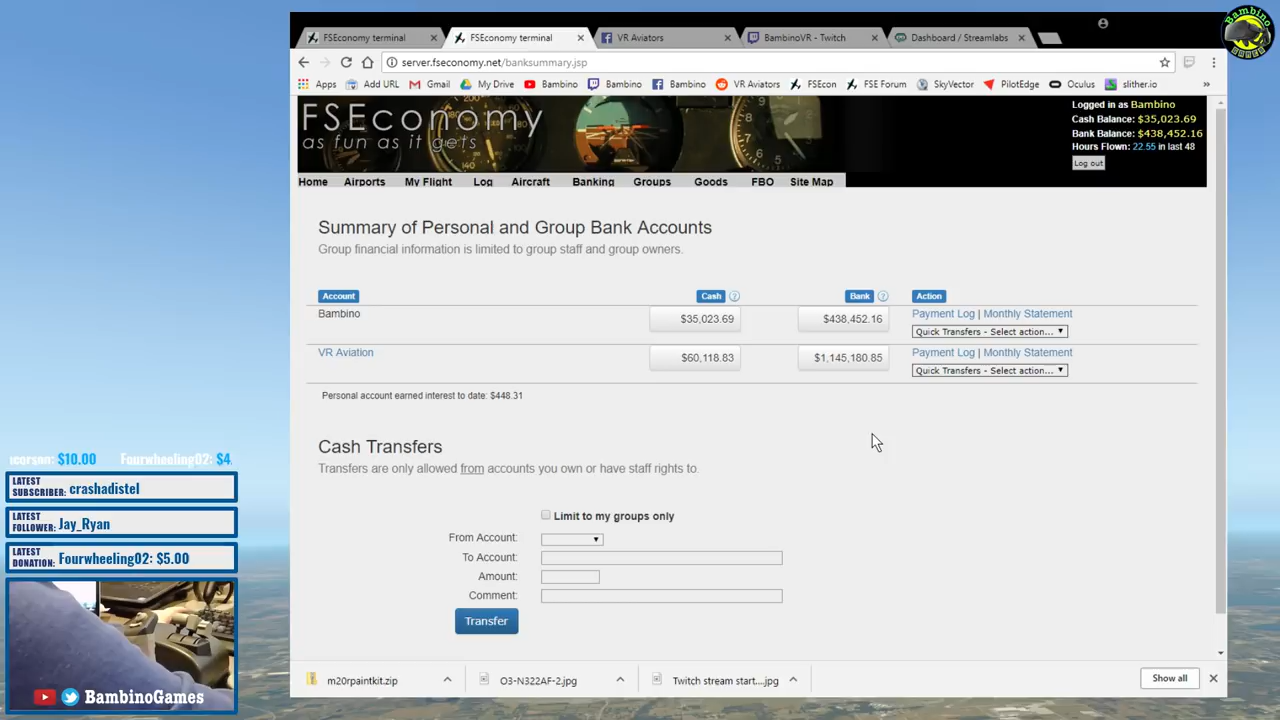 FSEconomy terminal
FSEconomy terminal
VR Aviators
BambinoVR - Twitch
Dashboard / Streamlabs
server.fseconomy.net/banksummary.jsp
Apps
Add URL
Gmail
My Drive
Bambino
Bambino
Bambino
VR Aviators
FSEcon
FSE Forum
SkyVector
PilotEdge
Oculus
slither.io
»
FSEconomy
as fun as it gets
Logged in as Bambino
Cash Balance: $35,023.69
Bank Balance: $438,452.16
Hours Flown: 22.55 in last 48
Log out
Home Airports My Flight Log Aircraft Banking Groups Goods FBO Site Map
Summary of Personal and Group Bank Accounts
Group financial information is limited to group staff and group owners.
Account Cash ? Bank ? Action
Bambino $35,023.69 $438,452.16 Payment Log | Monthly Statement
Quick Transfers - Select action...
VR Aviation $60,118.83 $1,145,180.85 Payment Log | Monthly Statement
Quick Transfers - Select action...
Personal account earned interest to date: $448.31
Cash Transfers
Transfers are only allowed from accounts you own or have staff rights to.
Limit to my groups only
From Account:
To Account:
Amount:
Comment:
Transfer
m20rpaintkit.zip
O3-N322AF-2.jpg
Twitch stream start....jpg
Show all
$10.00 Fourwheeling02: $4.
LATEST
SUBSCRIBER: crashadistel
LATEST
FOLLOWER: Jay_Ryan
LATEST
DONATION: Fourwheeling02: $5.00
BambinoGames
Bambino